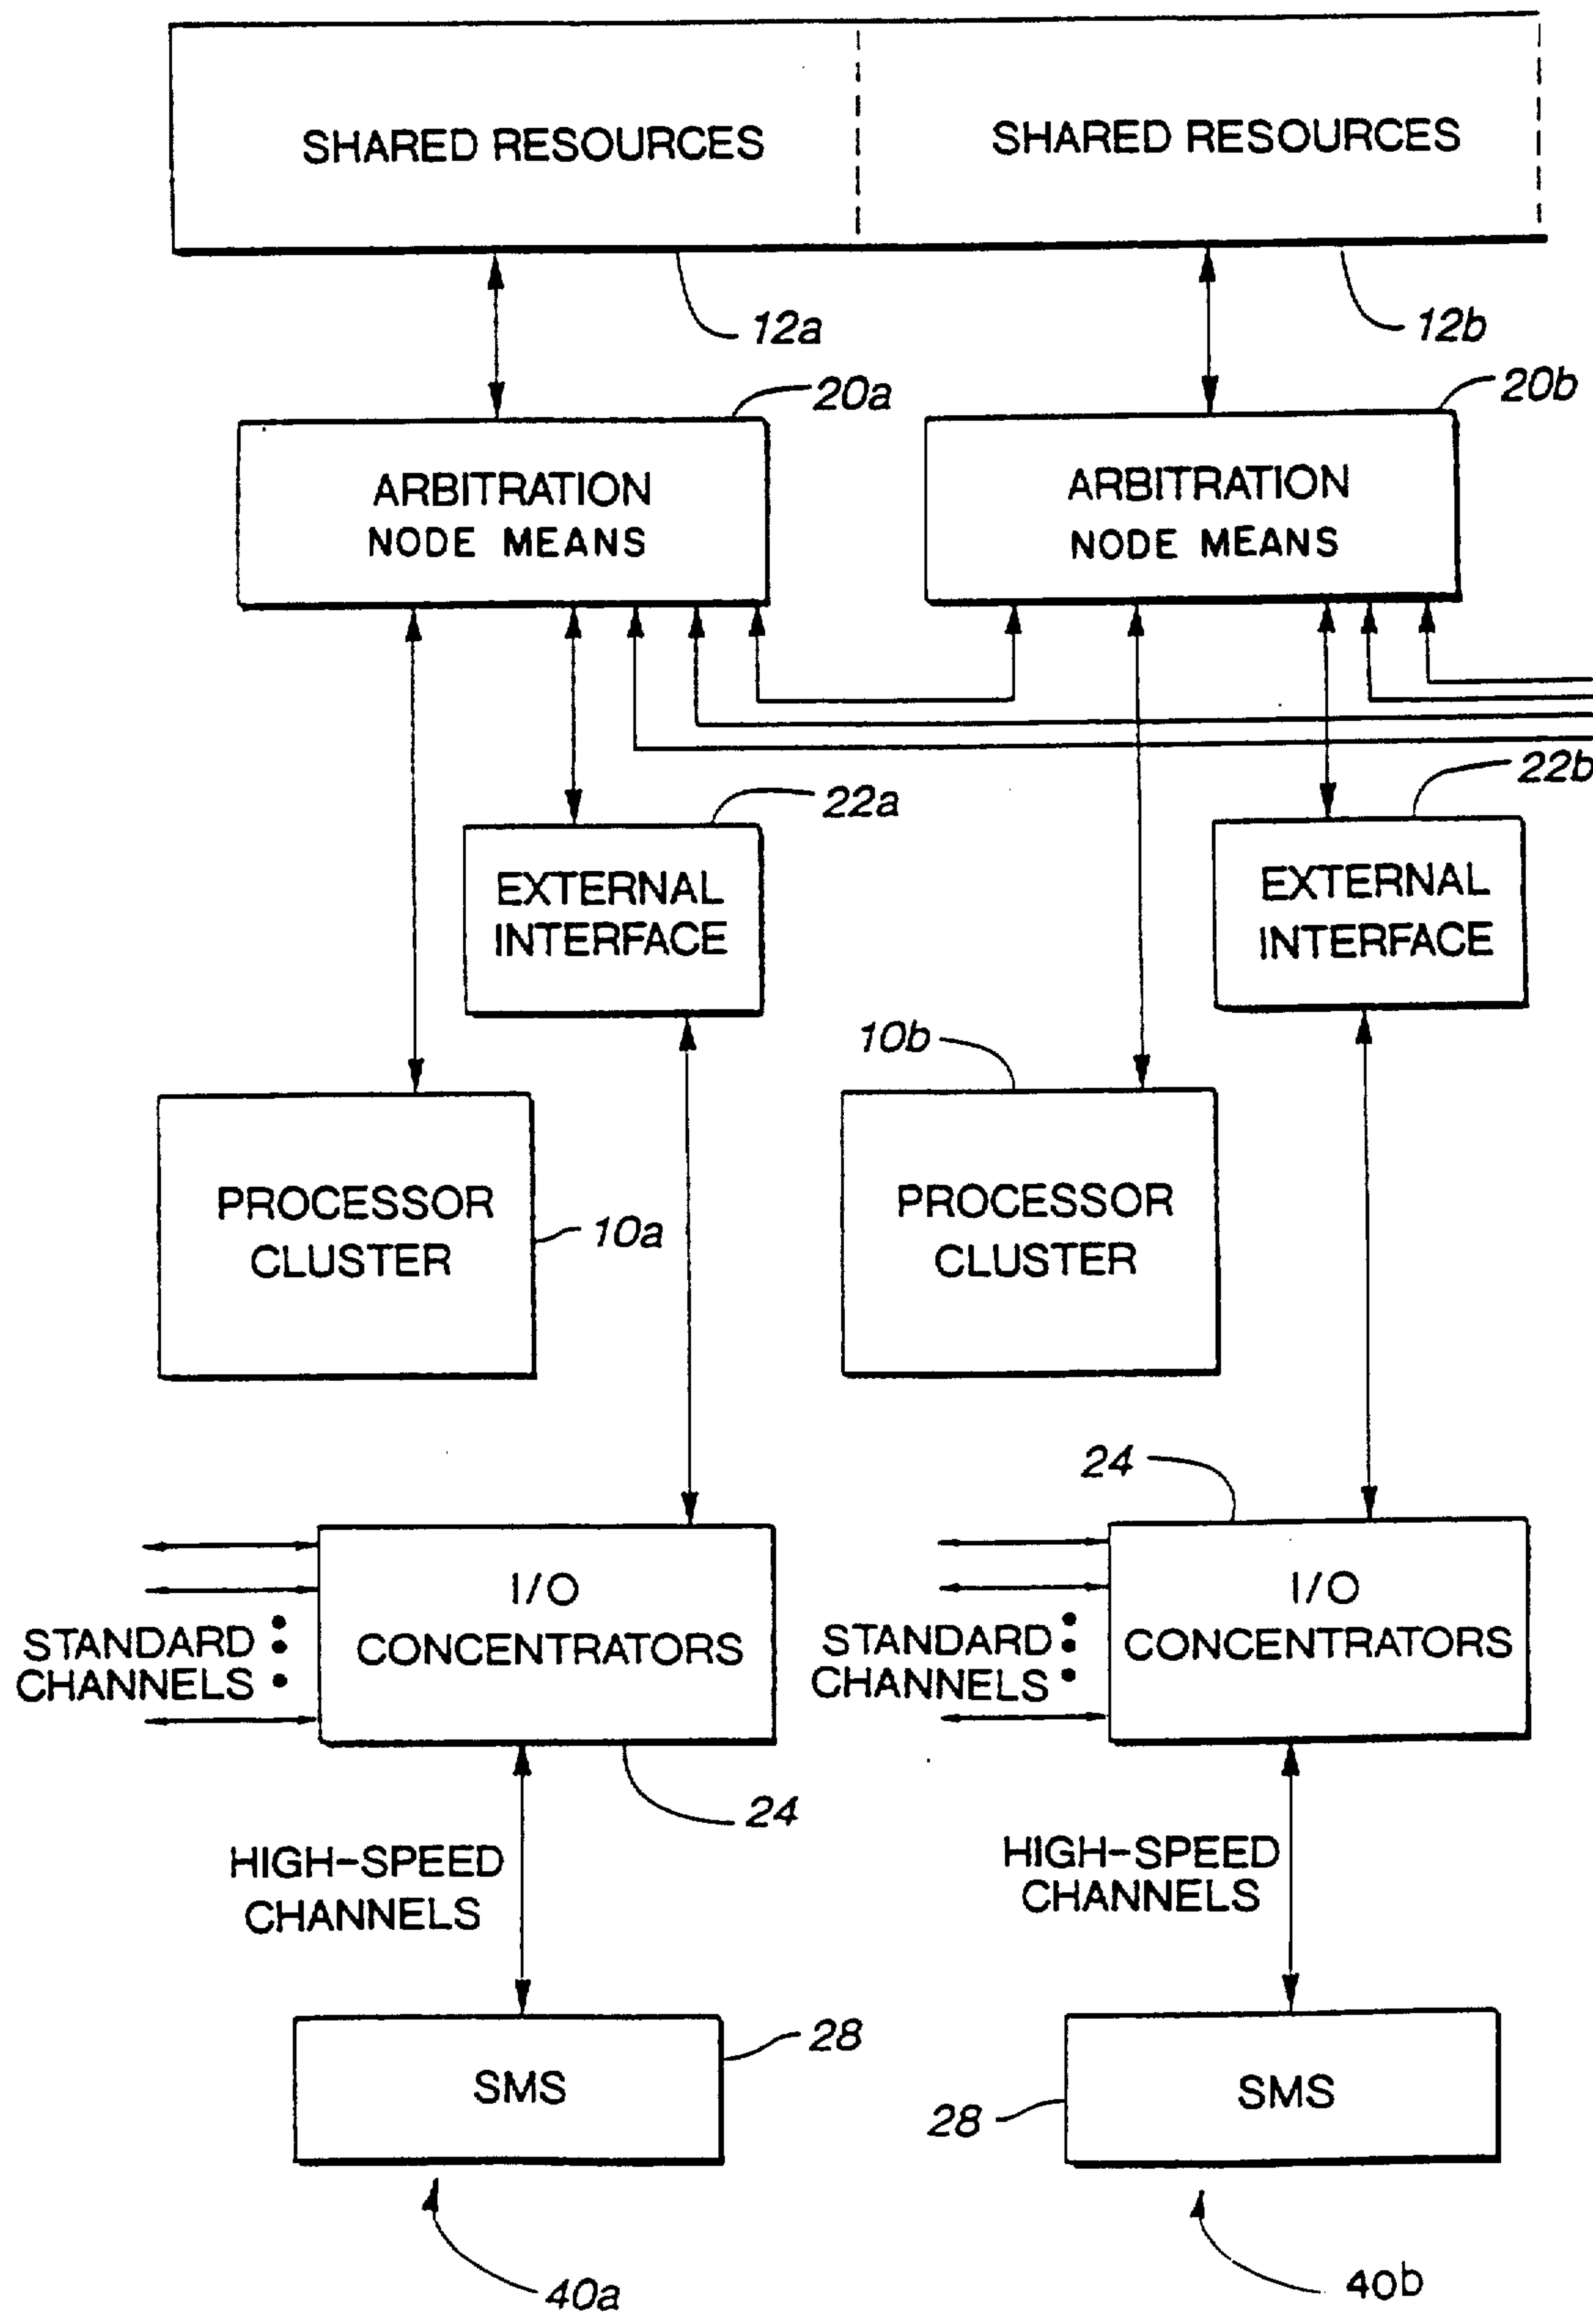 SHARED RESOURCES
SHARED RESOURCES
12a
12b
20a
20b
ARBITRATION
NODE MEANS
ARBITRATION
NODE MEANS
22a
22b
EXTERNAL
INTERFACE
EXTERNAL
INTERFACE
10b
PROCESSOR
CLUSTER
10a
PROCESSOR
CLUSTER
24
I/O
CONCENTRATORS
STANDARD
CHANNELS
I/O
CONCENTRATORS
STANDARD
CHANNELS
24
HIGH-SPEED
CHANNELS
HIGH-SPEED
CHANNELS
28
SMS
28
SMS
40a
40b